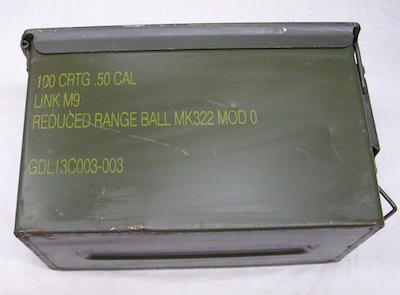 100 CRTG .50 CAL
LINK M9
REDUCED RANGE BALL MK322 MOD 0
GDL13C003-003